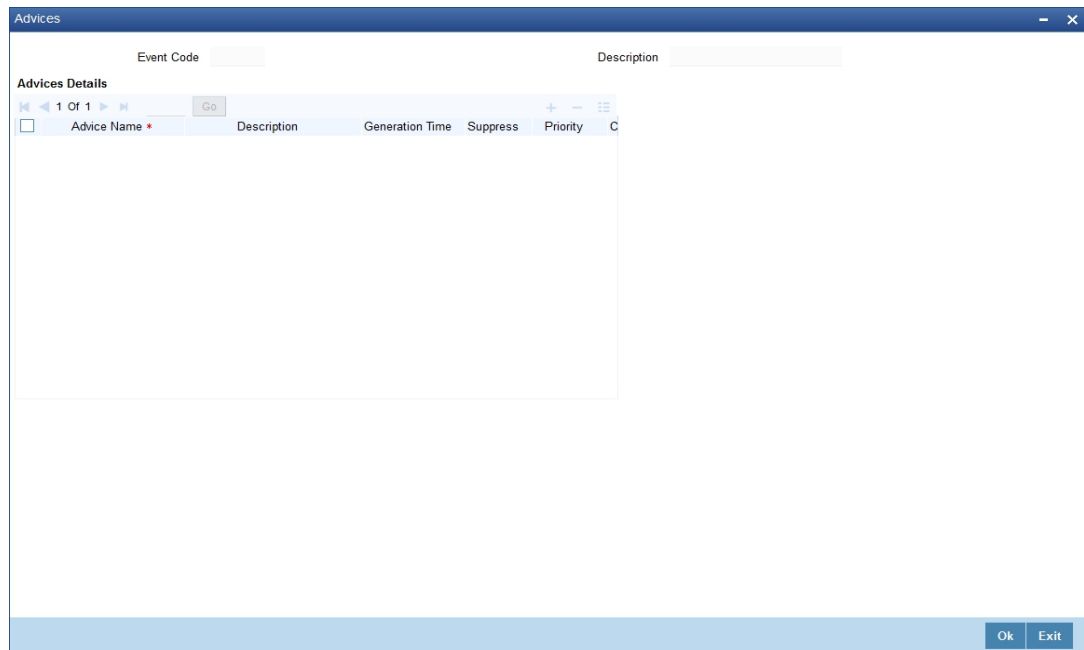 Advices
Event Code
Description
Advices Details
1 Of 1
Go
Advice Name *
Description
Generation Time
Suppress
Priority
C
Ok
Exit